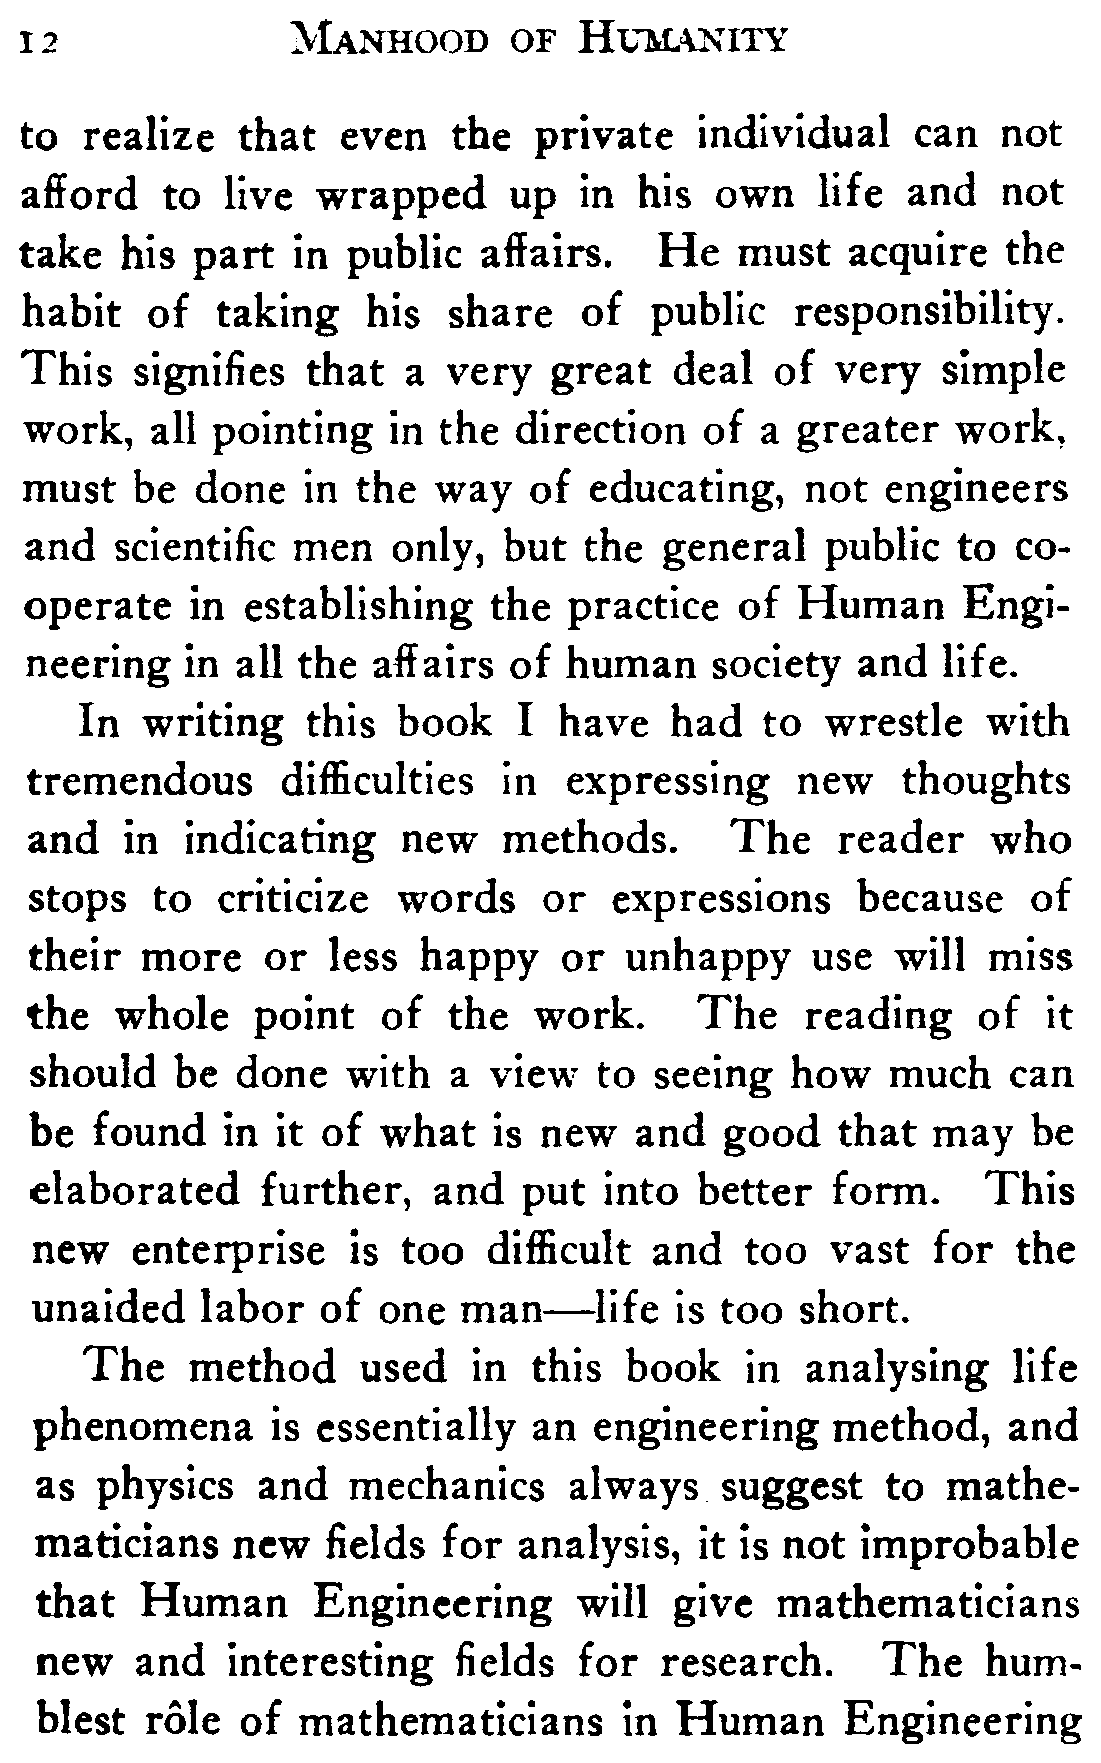 12 Manhood of Humanity
to realize that even the private individual can not
afford to live wrapped up in his own life and not
take his part in public affairs. He must acquire the
habit of taking his share of public responsibility.
This signifies that a very great deal of very simple
work, all pointing in the direction of a greater work,
must be done in the way of educating, not engineers
and scientific men only, but the general public to co-
operate in establishing the practice of Human Engi-
neering in all the affairs of human society and life.
In writing this book I have had to wrestle with
tremendous difficulties in expressing new thoughts
and in indicating new methods. The reader who
stops to criticize words or expressions because of
their more or less happy or unhappy use will miss
the whole point of the work. The reading of it
should be done with a view to seeing how much can
be found in it of what is new and good that may be
elaborated further, and put into better form. This
new enterprise is too difficult and too vast for the
unaided labor of one man—life is too short.
The method used in this book in analysing life
phenomena is essentially an engineering method, and
as physics and mechanics always suggest to mathe-
maticians new fields for analysis, it is not improbable
that Human Engineering will give mathematicians
new and interesting fields for research. The hum-
blest rôle of mathematicians in Human Engineering